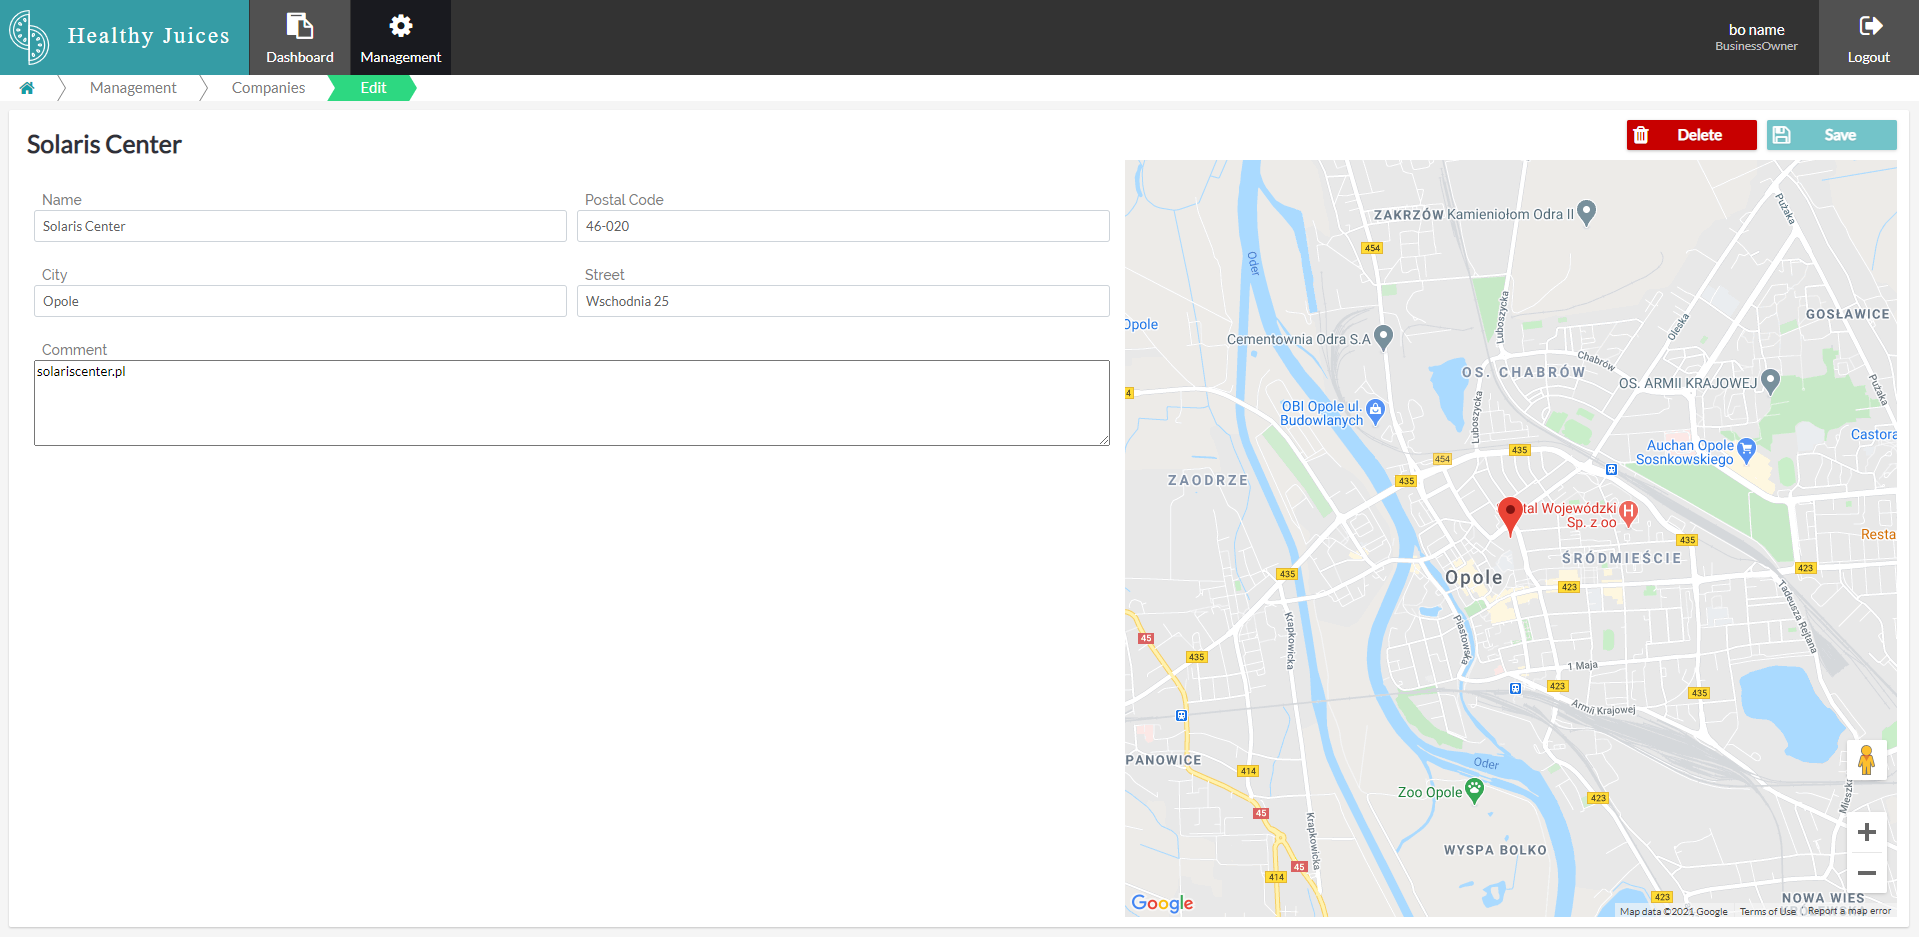 Healthy Juices
Dashboard
Management
bo name
BusinessOwner
Logout
Management
Companies
Edit
Solaris Center
Delete
Save
Name
Solaris Center
Postal Code
46-020
City
Opole
Street
Wschodnia 25
Comment
solariscenter.pl
Pużaka
ZAKRZÓW
Kamieniołom Odra II
454
Oder
Luboszycka
Oleska
GOSŁAWICE
Opole
Cementownia Odra S.A
Chabrów
OS. CHABRÓW
OS. ARMII KRAJOWEJ
Pużaka
4
OBI Opole ul.
Budowlanych
Luboszycka
Castora
Auchan Opole
Sosnkowskiego
435
454
ZAODRZE
435
tal Wojewódzki
Sp. z oo
Resta
435
ŚRÓDMIEŚCIE
423
435
Opole
423
Tadeusza Rejtana
Krapkowicka
Piastowska
45
435
1 Maja
423
435
Armii Krajowej
PANOWICE
414
Oder
Zoo Opole
423
Mieszk
45
Krapkowicka
WYSPA BOLKO
45
414
423
NOWA WIEŚ
Google
Map data ©2021 Google
Terms of Use
Report a map error